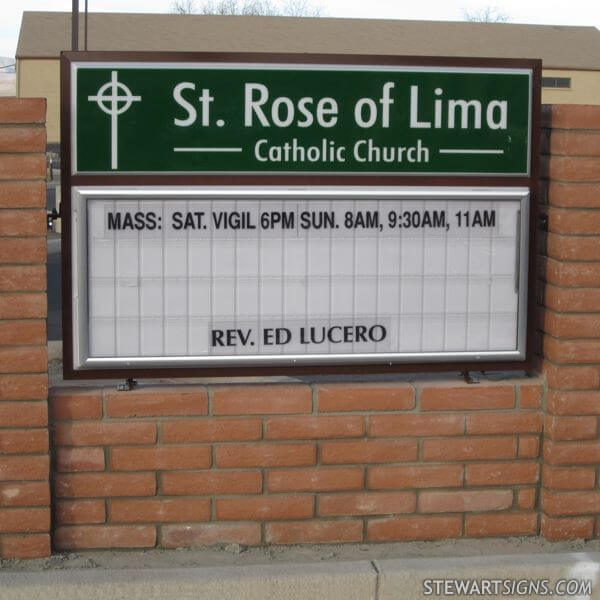 St. Rose of Lima
Catholic Church
MASS: SAT. VIGIL 6PM SUN. 8AM, 9:30AM, 11AM
REV. ED LUCERO
STEWARTSIGNS.COM